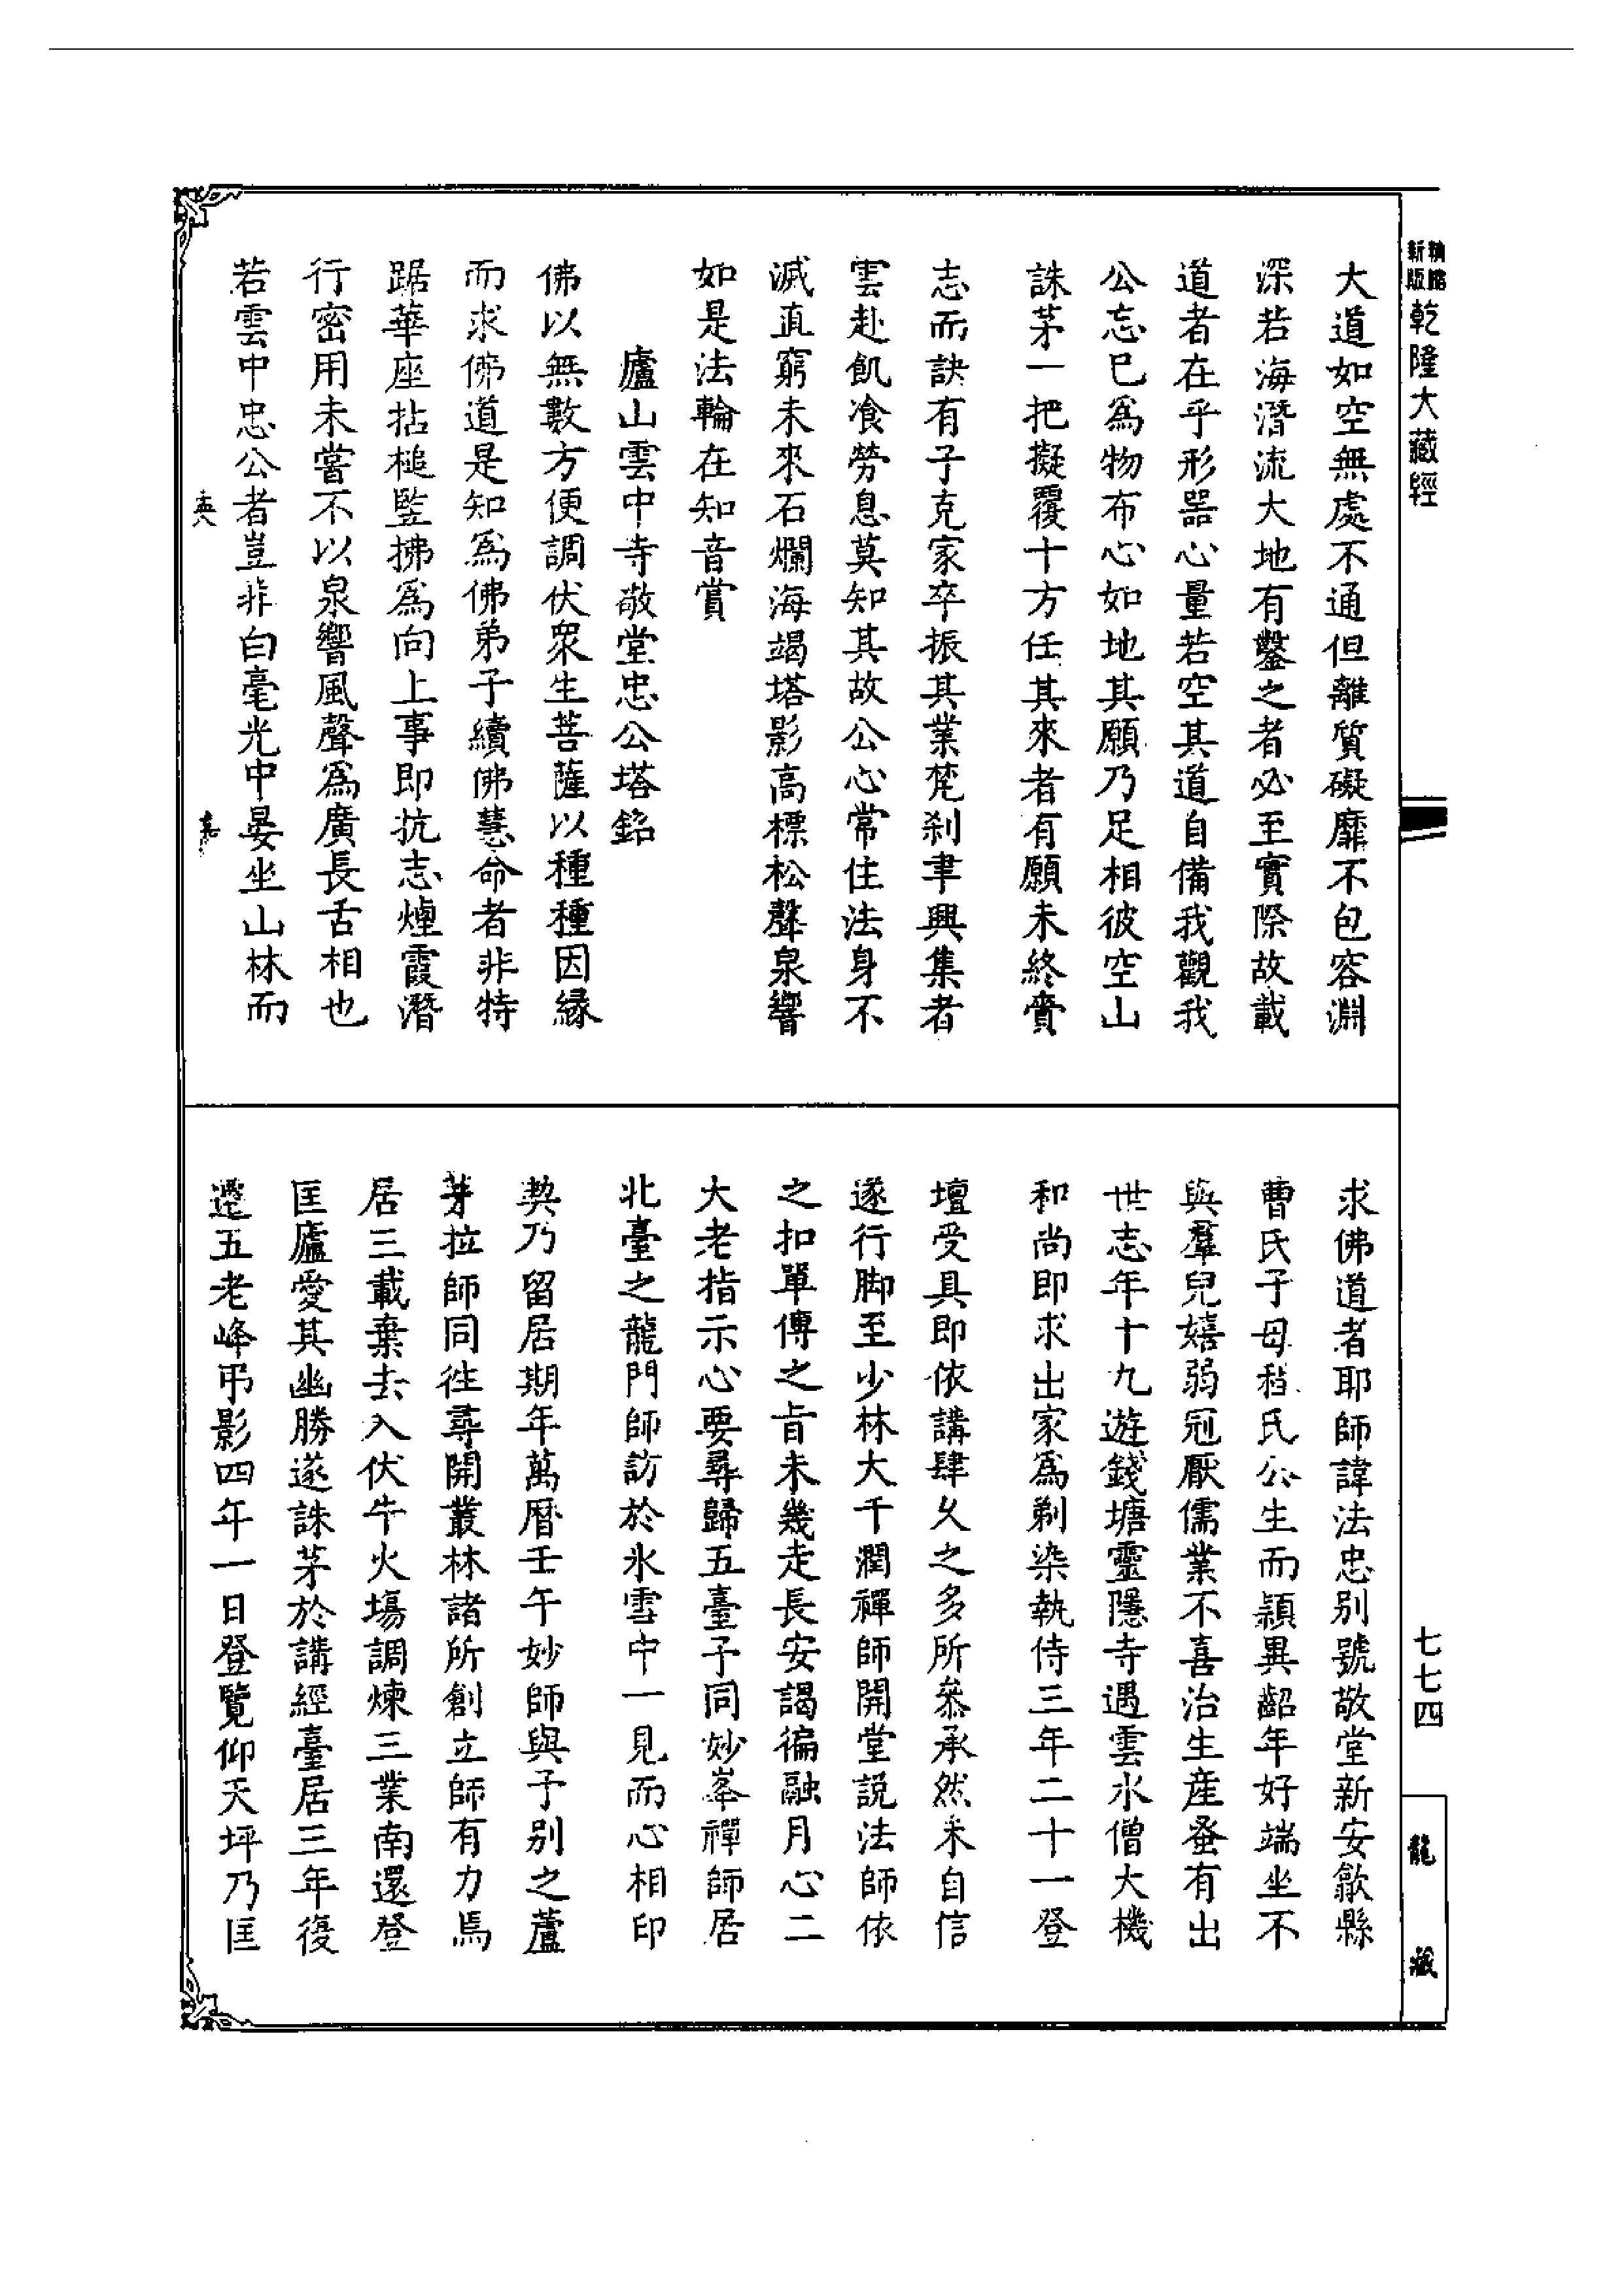 新版
精縮
乾隆大藏經
大道如空無處不通但離質礙靡不包容淵
深若海潛流大地有鑿之者必至實際故載
道者在乎形器心量若空其道自備我觀我
公忘已為物布心如地其願乃足相彼空山
誅茅一把擬覆十方任其來者有願未終賫
志而訣有子克家卒振其業梵剎聿興集者
雲赴飢飡勞息莫知其故公心常住法身不
滅直窮未來石爛海竭塔影高標松聲泉響
如是法輪在知音賞
廬山雲中寺敬堂忠公塔銘
佛以無數方便調伏眾生菩薩以種種因緣
而求佛道是知為佛弟子續佛慧命者非特
踞華座拈槌豎拂為向上事即抗志煙霞潛
行密用未嘗不以泉響風聲為廣長舌相也
若雲中忠公者豈非白毫光中晏坐山林而
求佛道者耶師諱法忠別號敬堂新安歙縣
曹氏子母嵇氏公生而頴異齠年好端坐不
與羣兒嬉弱冠厭儒業不喜治生產蚤有出
世志年十九遊錢塘靈隱寺遇雲水僧大機
和尚即求出家為剃染執侍三年二十一登
壇受具即依講肆久之多所叅承然未自信
遂行脚至少林大千潤禪師開堂說法師依
之扣單傳之旨未幾走長安謁徧融月心二
大老指示心要尋歸五臺予同妙峯禪師居
北臺之龍門師訪於氷雪中一見而心相印
契乃留居期年萬曆壬午妙師與予別之蘆
芽拉師同徃尋開叢林諸所創立師有力焉
居三載棄去入伏牛火場調煉三業南還登
匡廬愛其幽勝遂誅茅於講經臺居三年復
遷五老峰弔影四年一日登覽仰天坪乃匡
七七四
龍藏